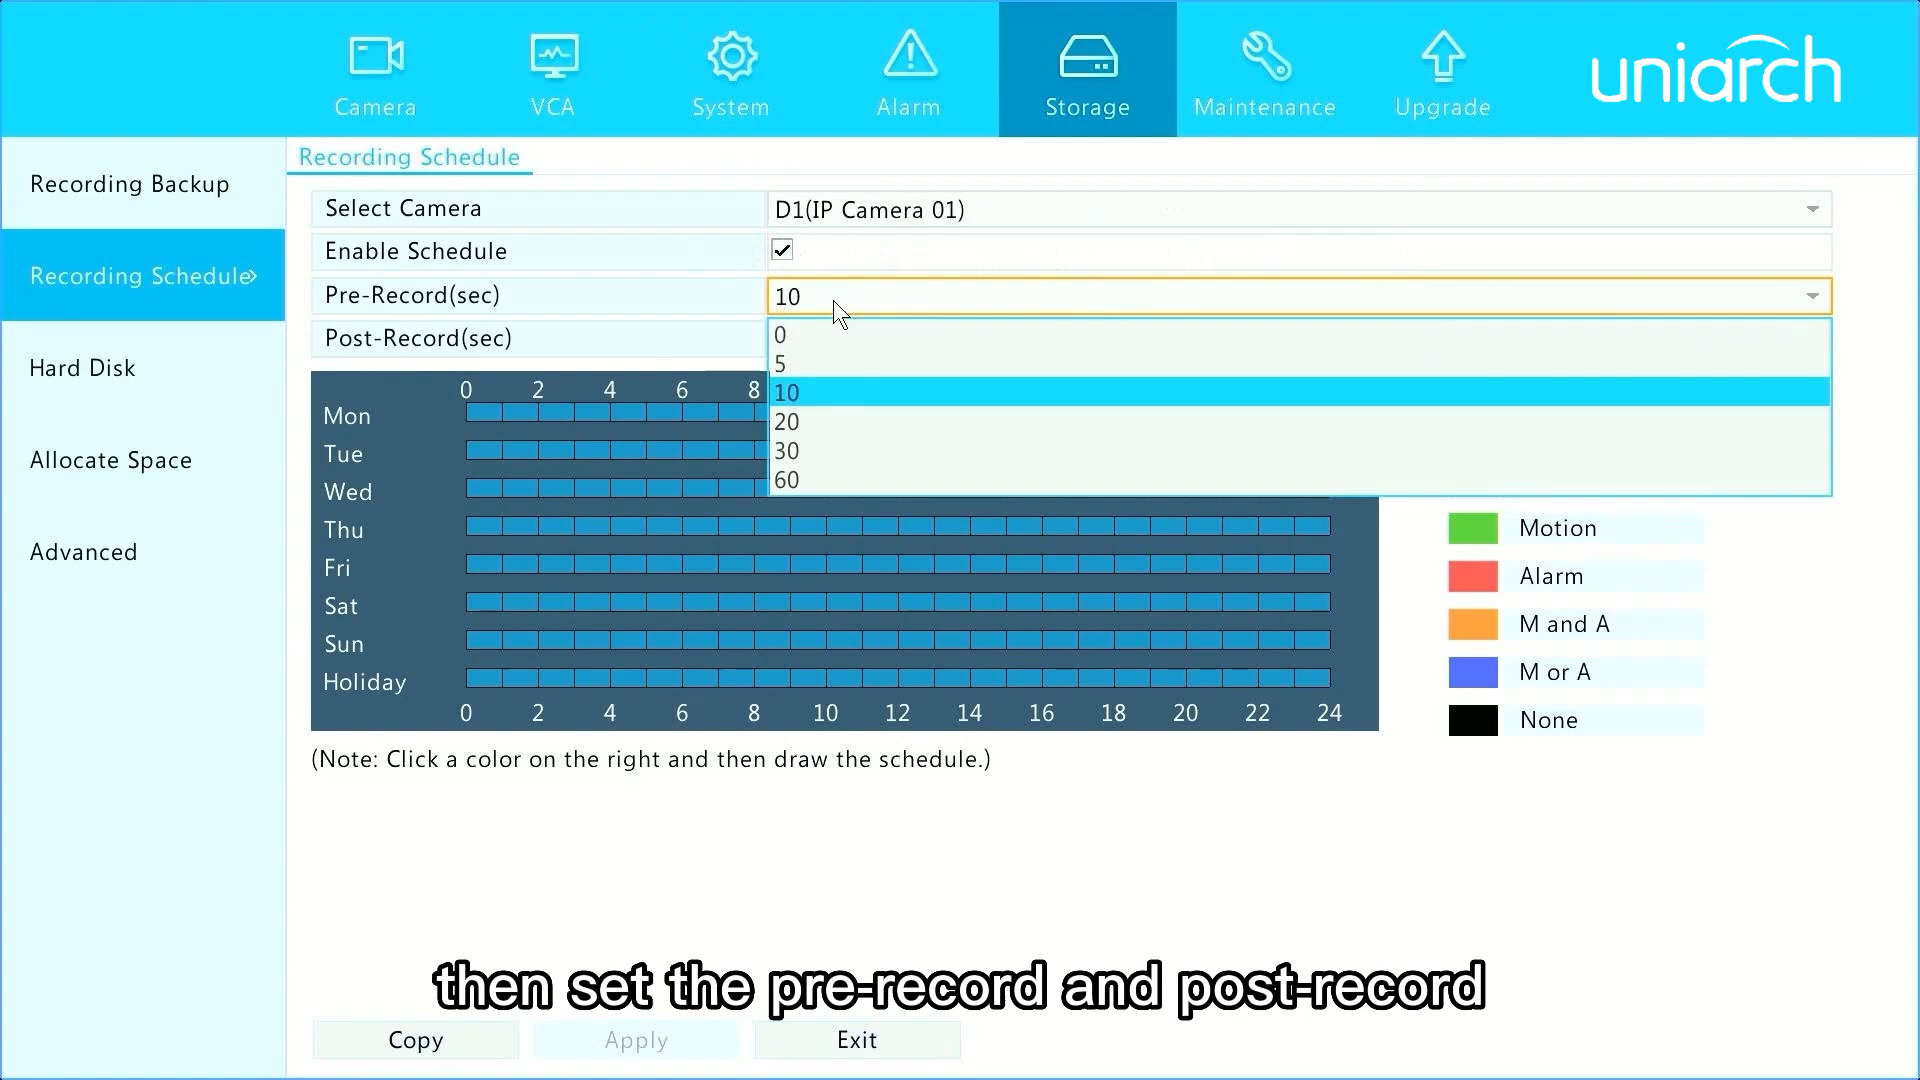 Camera
VCA
System
Alarm
Storage
Maintenance
Upgrade
uniarch
Recording Backup
Recording Schedule
Hard Disk
Allocate Space
Advanced
Recording Schedule
Select Camera
D1(IP Camera 01)
Enable Schedule
Pre-Record(sec)
10
Post-Record(sec)
0
5
10
20
30
60
0 2 4 6 8
Mon
Tue
Wed
Thu
Fri
Sat
Sun
Holiday
0 2 4 6 8 10 12 14 16 18 20 22 24
Motion
Alarm
M and A
M or A
None
(Note: Click a color on the right and then draw the schedule.)
then set the pre-record and post-record
Copy
Apply
Exit